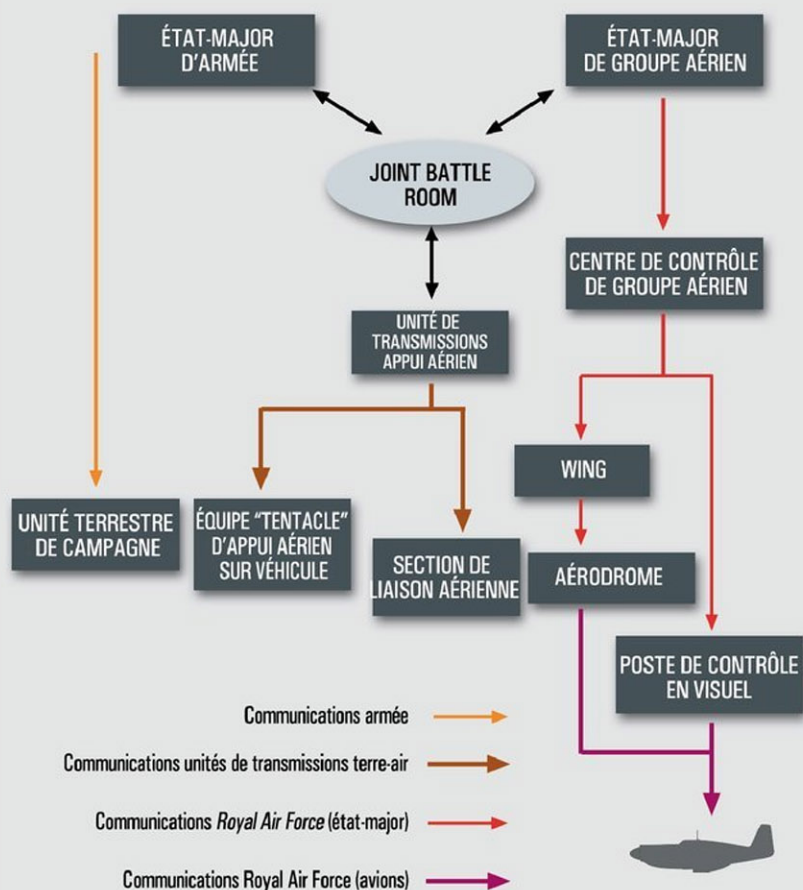 ÉTAT-MAJOR
D'ARMÉE
ÉTAT-MAJOR
DE GROUPE AÉRIEN
JOINT BATTLE
ROOM
CENTRE DE CONTRÔLE
DE GROUPE AÉRIEN
UNITÉ DE
TRANSMISSIONS
APPUI AÉRIEN
WING
UNITÉ TERRESTRE
DE CAMPAGNE
ÉQUIPE "TENTACLE"
D'APPUI AÉRIEN
SUR VÉHICULE
SECTION DE
LIAISON AÉRIENNE
AÉRODROME
POSTE DE CONTRÔLE
EN VISUEL
Communications armée
Communications unités de transmissions terre-air
Communications Royal Air Force (état-major)
Communications Royal Air Force (avions)